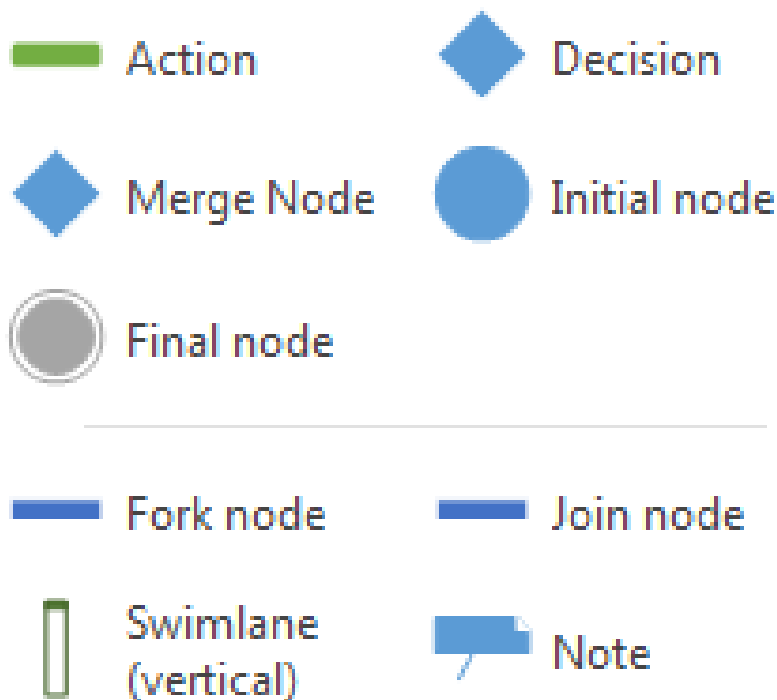 Action
Decision
Merge Node
Initial node
Final node
Fork node
Join node
Swimlane
(vertical)
Note